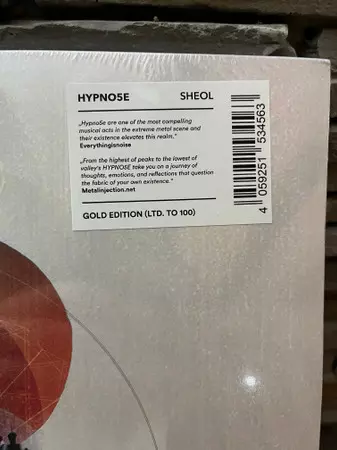 HYPNO5E SHEOL
„Hypno5e are one of the most compelling
musical acts in the extreme metal scene and
their existence elevates this realm."
Everythingisnoise
„From the highest of peaks to the lowest of
valley's HYPNO5E take you on a journey of
thoughts, emotions, and reflections that question
the fabric of your own existence."
Metalinjection.net
GOLD EDITION (LTD. TO 100)
4 059251 534563